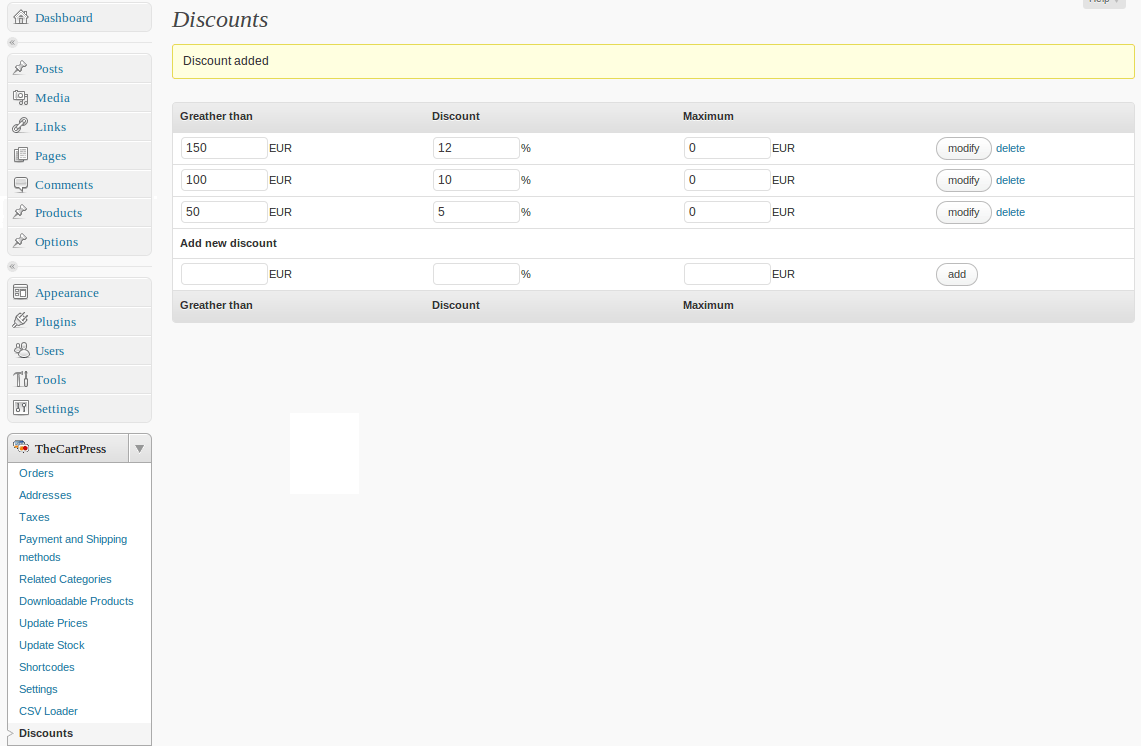 Help
Dashboard
Discounts
Discount added
Posts
Media
Links
Pages
Comments
Products
Options
Appearance
Plugins
Users
Tools
Settings
TheCartPress
Orders
Addresses
Taxes
Payment and Shipping
methods
Related Categories
Downloadable Products
Update Prices
Update Stock
Shortcodes
Settings
CSV Loader
Discounts
Greather than Discount Maximum
150 EUR 12 % 0 EUR modify delete
100 EUR 10 % 0 EUR modify delete
50 EUR 5 % 0 EUR modify delete
Add new discount
EUR % EUR add
Greather than Discount Maximum